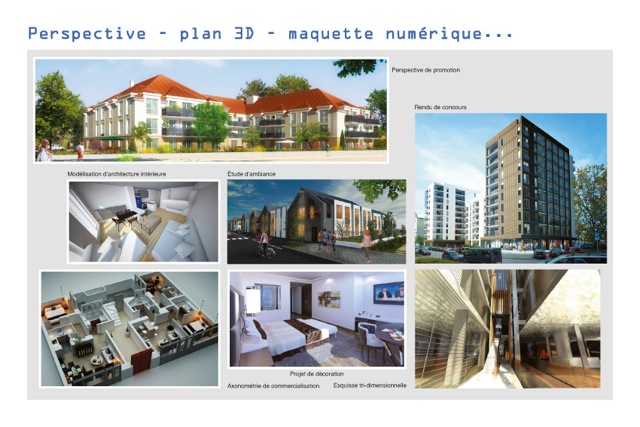 Perspective - plan 3D - maquette numérique...
Perspective de promotion
Rendu de concours
Modélisation d'architecture intérieure
Étude d'ambiance
Projet de décoration
Axonométrie de commercialisation
Esquisse tri-dimensionnelle